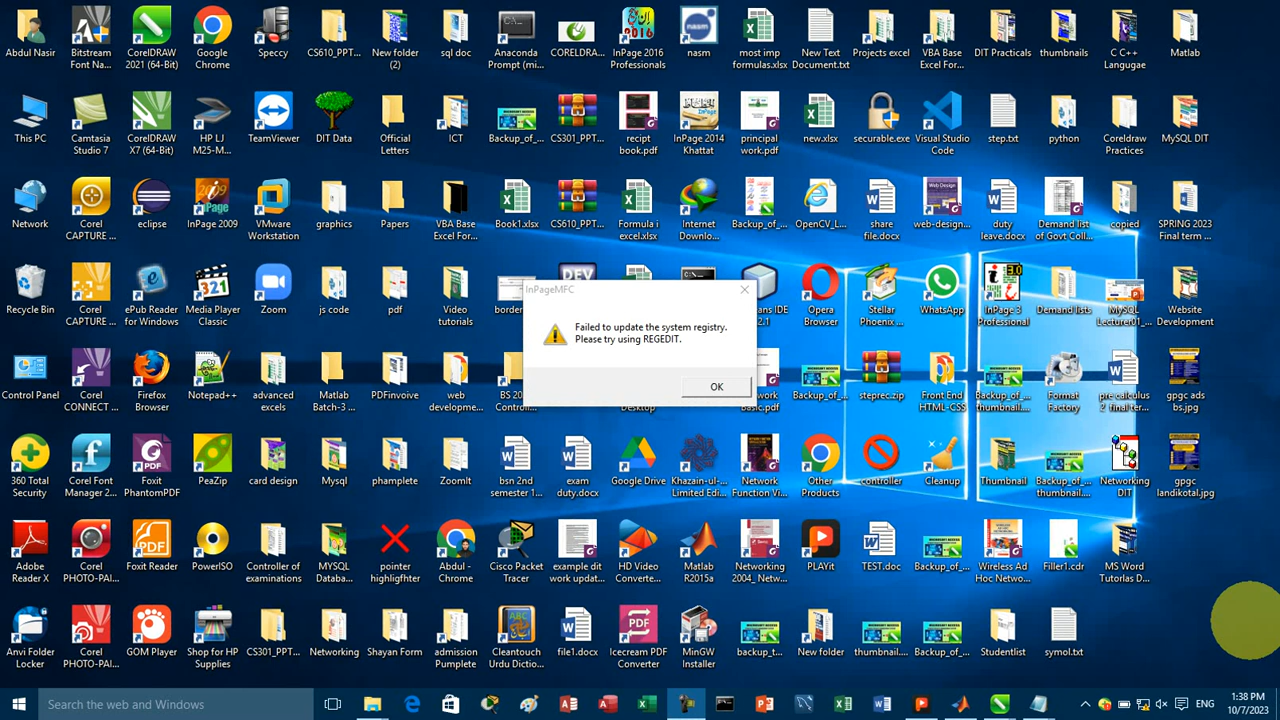 Abdul Nasir
Bitstream
Font Na...
CorelDRAW
2021 (64-Bit)
Google
Chrome
Speccy
CS610_PPT...
New folder
(2)
sql doc
Anaconda
Prompt (mi...
CORELDRA...
InPage 2016
Professionals
nasm
most imp
formulas.xlsx
New Text
Document.txt
Projects excel
VBA Base
Excel For...
DIT Practicals
thumbnails
C C++
Langugae
Matlab
This PC
Camtasia
Studio 7
CorelDRAW
X7 (64-Bit)
HP LJ
M25-M...
TeamViewer
DIT Data
Official
Letters
ICT
Backup_of_...
CS301_PPT...
recipt
book.pdf
InPage 2014
Khattat
principal
work.pdf
new.xlsx
securable.exe
Visual Studio
Code
step.txt
python
Coreldraw
Practices
MySQL DIT
Network
Corel
CAPTURE ...
eclipse
InPage 2009
VMware
Workstation
graphics
Papers
VBA Base
Excel For...
Book1.xlsx
CS610_PPT...
Formula i
excel.xlsx
Internet
Downlo...
Backup_of_...
OpenCV_L...
share
file.docx
web-design...
duty
leave.docx
Demand list
of Govt Coll...
copied
SPRING 2023
Final term ...
Recycle Bin
Corel
CAPTURE ...
ePub Reader
for Windows
Media Player
Classic
Zoom
js code
pdf
Video
tutorials
border
DEV
InPageMFC
Failed to update the system registry.
Please try using REGEDIT.
OK
ans IDE
2.1
Opera
Browser
Stellar
Phoenix ...
WhatsApp
InPage 3
Professional
Demand lists
MySQL
Lecture01_...
Website
Development
Control Panel
Corel
CONNECT ...
Firefox
Browser
Notepad++
advanced
excels
Matlab
Batch-3 ...
PDFinvoive
web
developme...
BS
Control...
Desktop
work
basic.pdf
Backup_of_...
steprec.zip
Front End
HTML-CSS
Backup_of_...
thumbnail...
Format
Factory
pre calculus
2_final ter...
gpgc ads
bs.jpg
360 Total
Security
Corel Font
Manager 2...
Foxit
PhantomPDF
PeaZip
card design
Mysql
phamplete
ZoomIt
bsn 2nd
semester 1...
exam
duty.docx
Google Drive
Khazain-ul-...
Limited Edi...
Network
Function Vi...
Other
Products
controller
Cleanup
Thumbnail
Backup_of_...
thumbnail....
Networking
DIT
gpgc
landikotal.jpg
Adobe
Reader X
Corel
PHOTO-PAI...
Foxit Reader
PowerISO
Controller of
examinations
MYSQL
Databa...
pointer
highligfhter
Abdul -
Chrome
Cisco Packet
Tracer
example dit
work updat...
HD Video
Converte...
Matlab
R2015a
Networking
2004_ Netw...
PLAYit
TEST.doc
Backup_of_...
Wireless Ad
Hoc Netwo...
Filler1.cdr
MS Word
Tutorlas D...
Anvi Folder
Locker
Corel
PHOTO-PAI...
GOM Player
Shop for HP
Supplies
CS301_PPT...
Networking
Shayan Form
admission
Pumplete
Cleantouch
Urdu Dictio...
file1.docx
Icecream PDF
Converter
MinGW
Installer
backup_t...
New folder
thumbnail....
Backup_of_...
Studentlist
symol.txt
Search the web and Windows
ENG
1:38 PM
10/7/2023